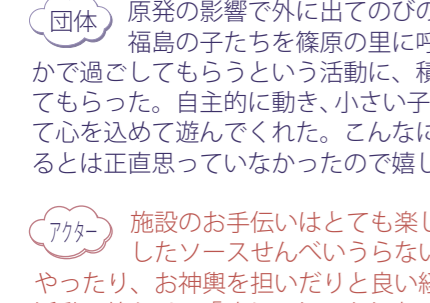 団体 原発の影響で外に出てのびの
福島の子たちを篠原の里に呼
かで過ごしてもらうという活動に、積
てもらった。自主的に動き、小さい子
て心を込めて遊んでくれた。こんなに
るとは正直思っていなかったので嬉し
アクター 施設のお手伝いはとても楽し
したソースせんべいうらない
やったり、お神輿を担いだりと良い経